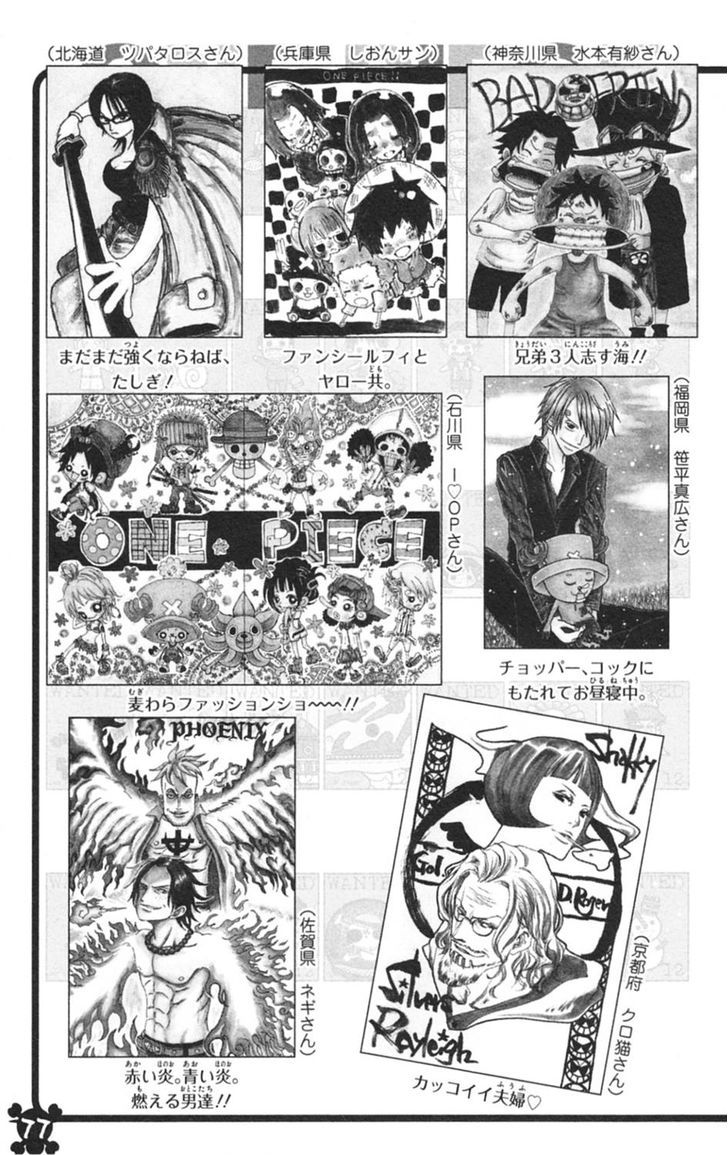 (北海道　ツパタロスさん)
(兵庫県　しおんサン)
(神奈川県　水本有紗さん)
ONE PIECE!!
BAD FRIEND
まだまだ強くならねば、
たしぎ!
ファンシールフィと
ヤロー共。
兄弟3人志す海!!
(石川県　I♡OPさん)
(福岡県　笹平真広さん)
ONE PIECE
チョッパー、コックに
もたれてお昼寝中。
麦わらファッションショ〜〜〜!!
PHOENIX
Shakky
Gol
D. Roger
Silvers
Rayleigh
(佐賀県　ネギさん)
(京都府　クロ猫さん)
赤い炎。青い炎。
燃える男達!!
カッコイイ夫婦♡
77